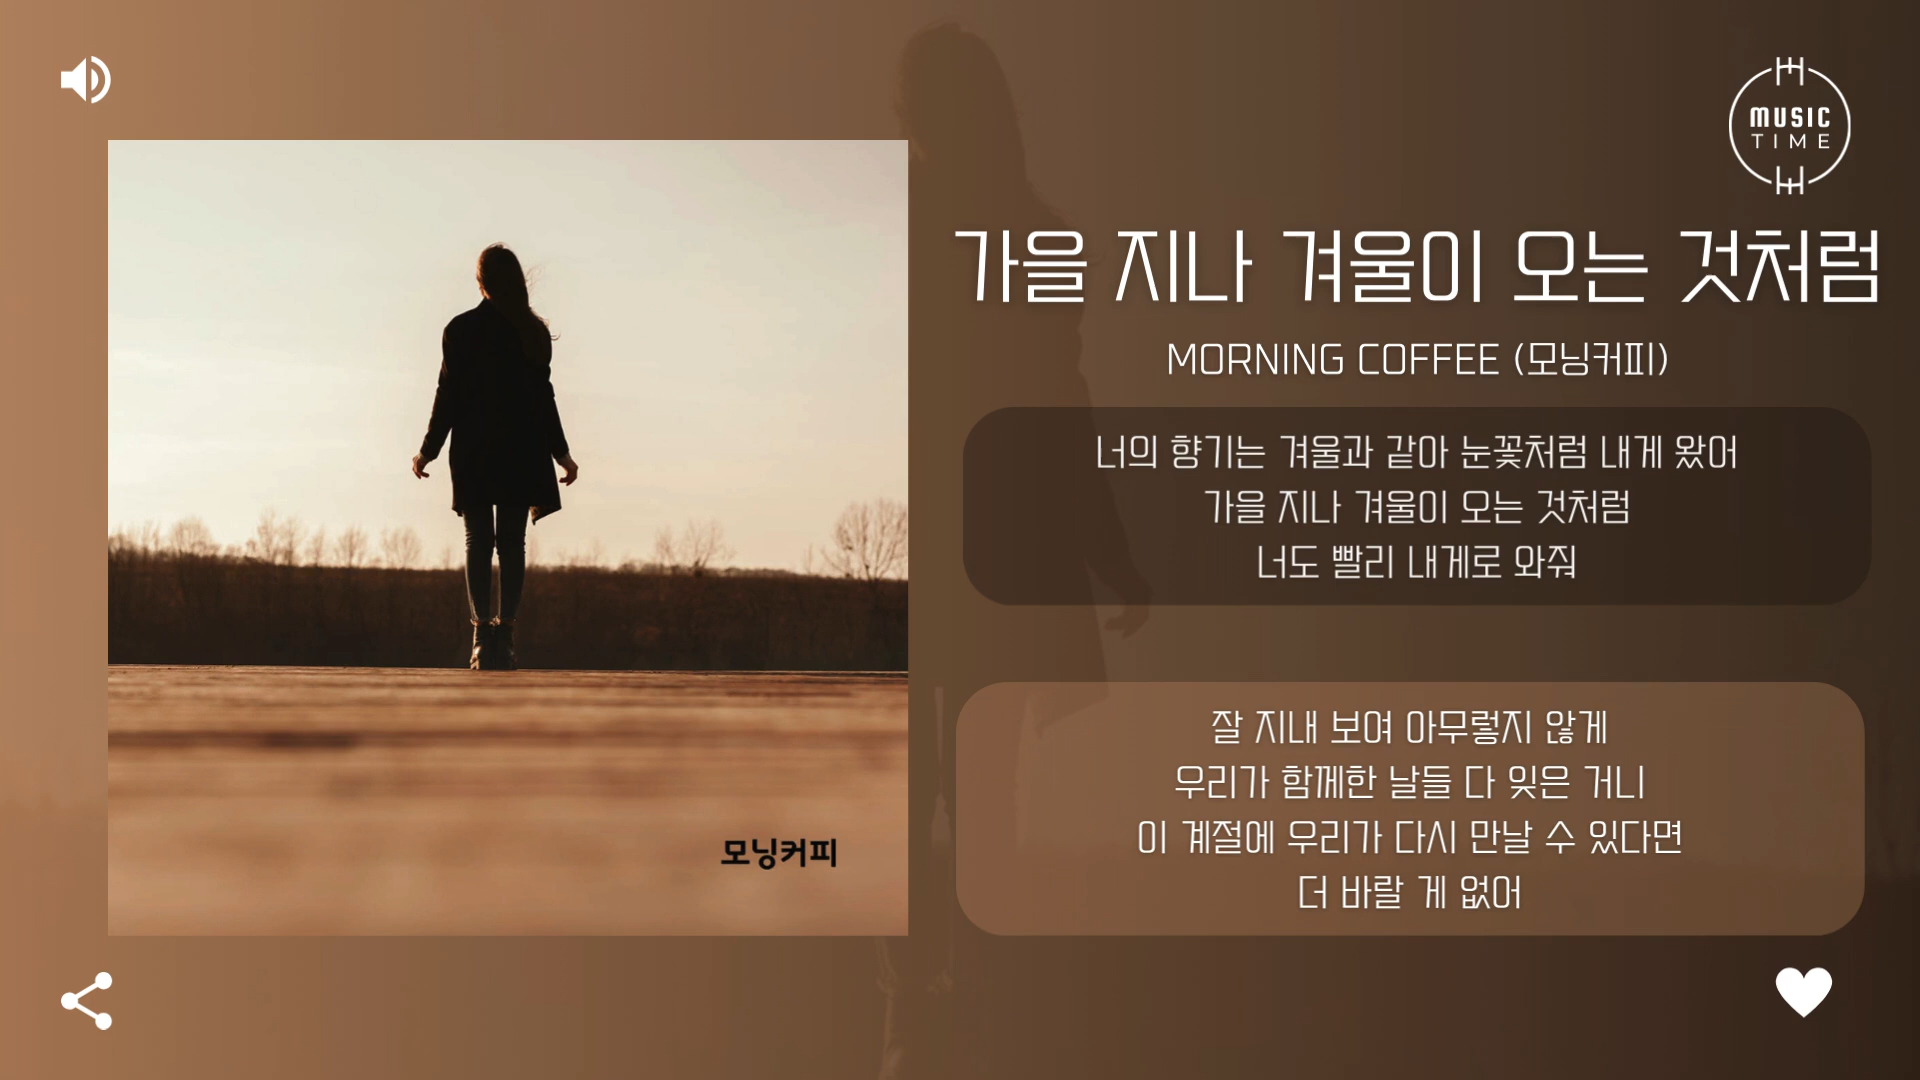 MUSIC
TIME
가을 지나 겨울이 오는 것처럼
MORNING COFFEE (모닝커피)
너의 향기는 겨울과 같아 눈꽃처럼 내게 왔어
가을 지나 겨울이 오는 것처럼
너도 빨리 내게로 와줘
잘 지내 보여 아무렇지 않게
우리가 함께한 날들 다 잊은 거니
이 계절에 우리가 다시 만날 수 있다면
더 바랄 게 없어
모닝커피